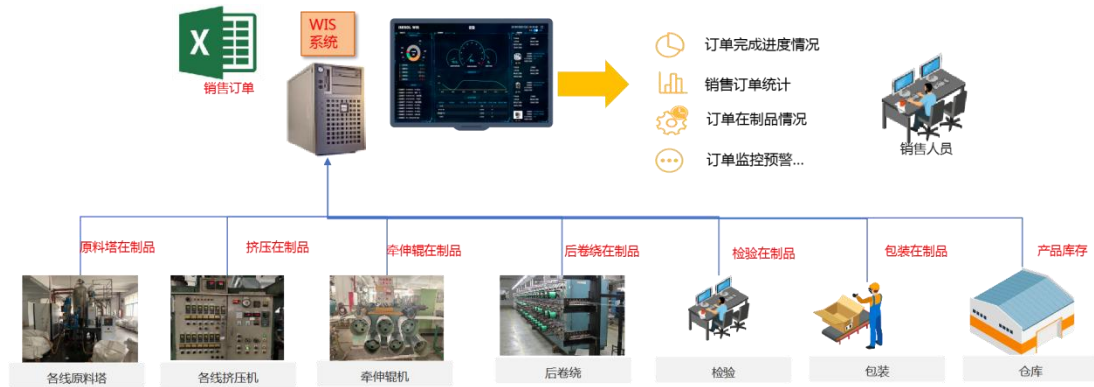 WIS
系统
X
销售订单
订单完成进度情况
销售订单统计
订单在制品情况
订单监控预警...
销售人员
原料塔在制品
挤压在制品
牵伸辊在制品
后卷绕在制品
检验在制品
包装在制品
产品库存
各线原料塔
各线挤压机
牵伸辊机
后卷绕
检验
包装
仓库